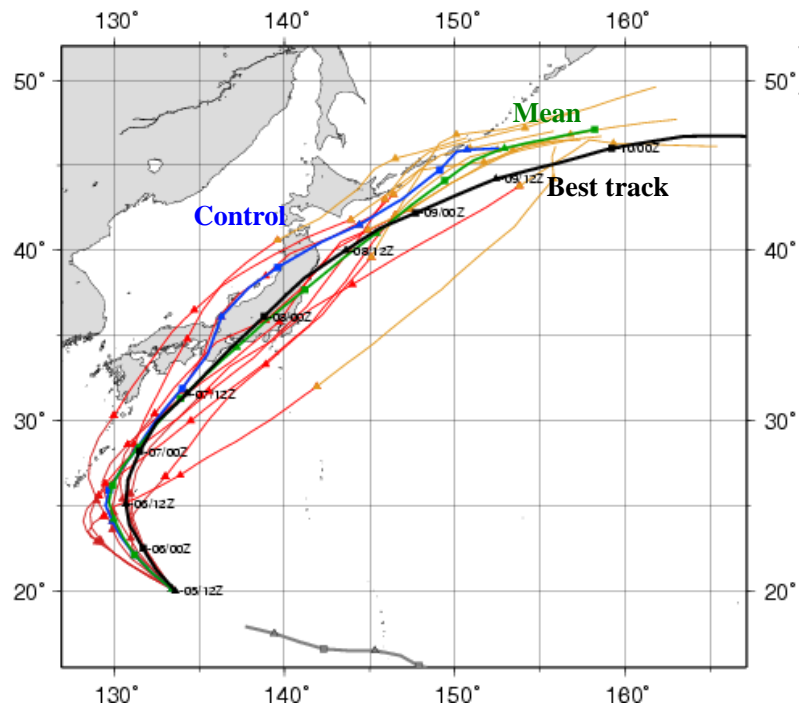 130° 140° 150° 160°
50° 50°
Mean
10/00Z
09/12Z
Best track
Control
09/00Z
40° 40°
08/12Z
08/00Z
07/12Z
30° 30°
07/00Z
06/12Z
06/00Z
20° 05/12Z 20°
130° 140° 150° 160°